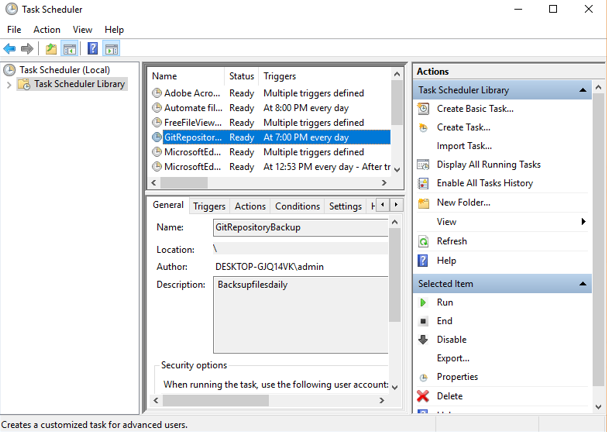 Task Scheduler
File Action View Help
Task Scheduler (Local)
Task Scheduler Library
Name Status Triggers
Adobe Acro... Ready Multiple triggers defined
Automate fil... Ready At 8:00 PM every day
FreeFileView... Ready Multiple triggers defined
GitRepositor... Ready At 7:00 PM every day
MicrosoftEd... Ready Multiple triggers defined
MicrosoftEd... Ready At 12:53 PM every day - After tr
General Triggers Actions Conditions Settings
Name: GitRepositoryBackup
Location: \
Author: DESKTOP-GJQ14VK\admin
Description: Backsupfilesdaily
Security options
When running the task, use the following user account:
Actions
Task Scheduler Library
Create Basic Task...
Create Task...
Import Task...
Display All Running Tasks
Enable All Tasks History
New Folder...
View
Refresh
Help
Selected Item
Run
End
Disable
Export...
Properties
Delete
Creates a customized task for advanced users.